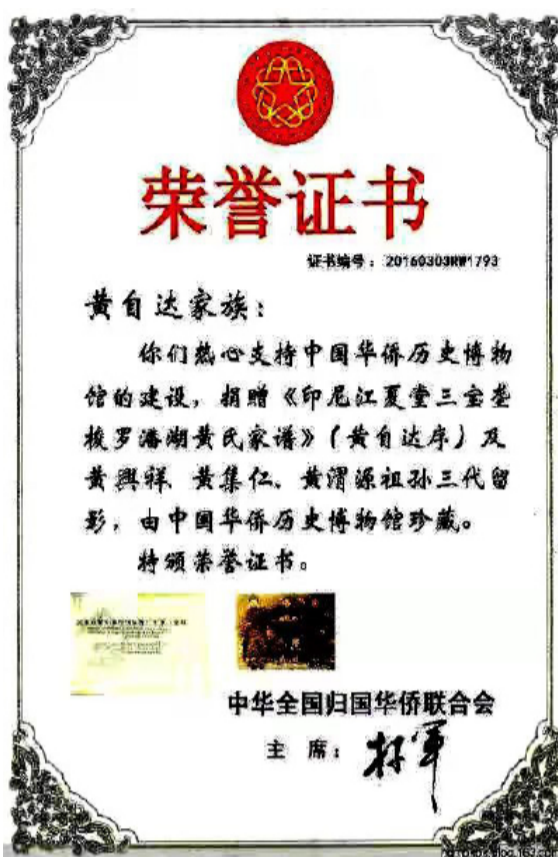 荣誉证书
证书编号：20160303RW1793
黄自达家族：
你们热心支持中国华侨历史博物
馆的建设，捐赠《印尼江夏堂三宝垄
梭罗潘湖黄氏家谱》（黄自达序）及
黄興祥、黄集仁、黄渭源祖孙三代留
影，由中国华侨历史博物馆珍藏。
特颁荣誉证书。
中华全国归国华侨联合会
主席：